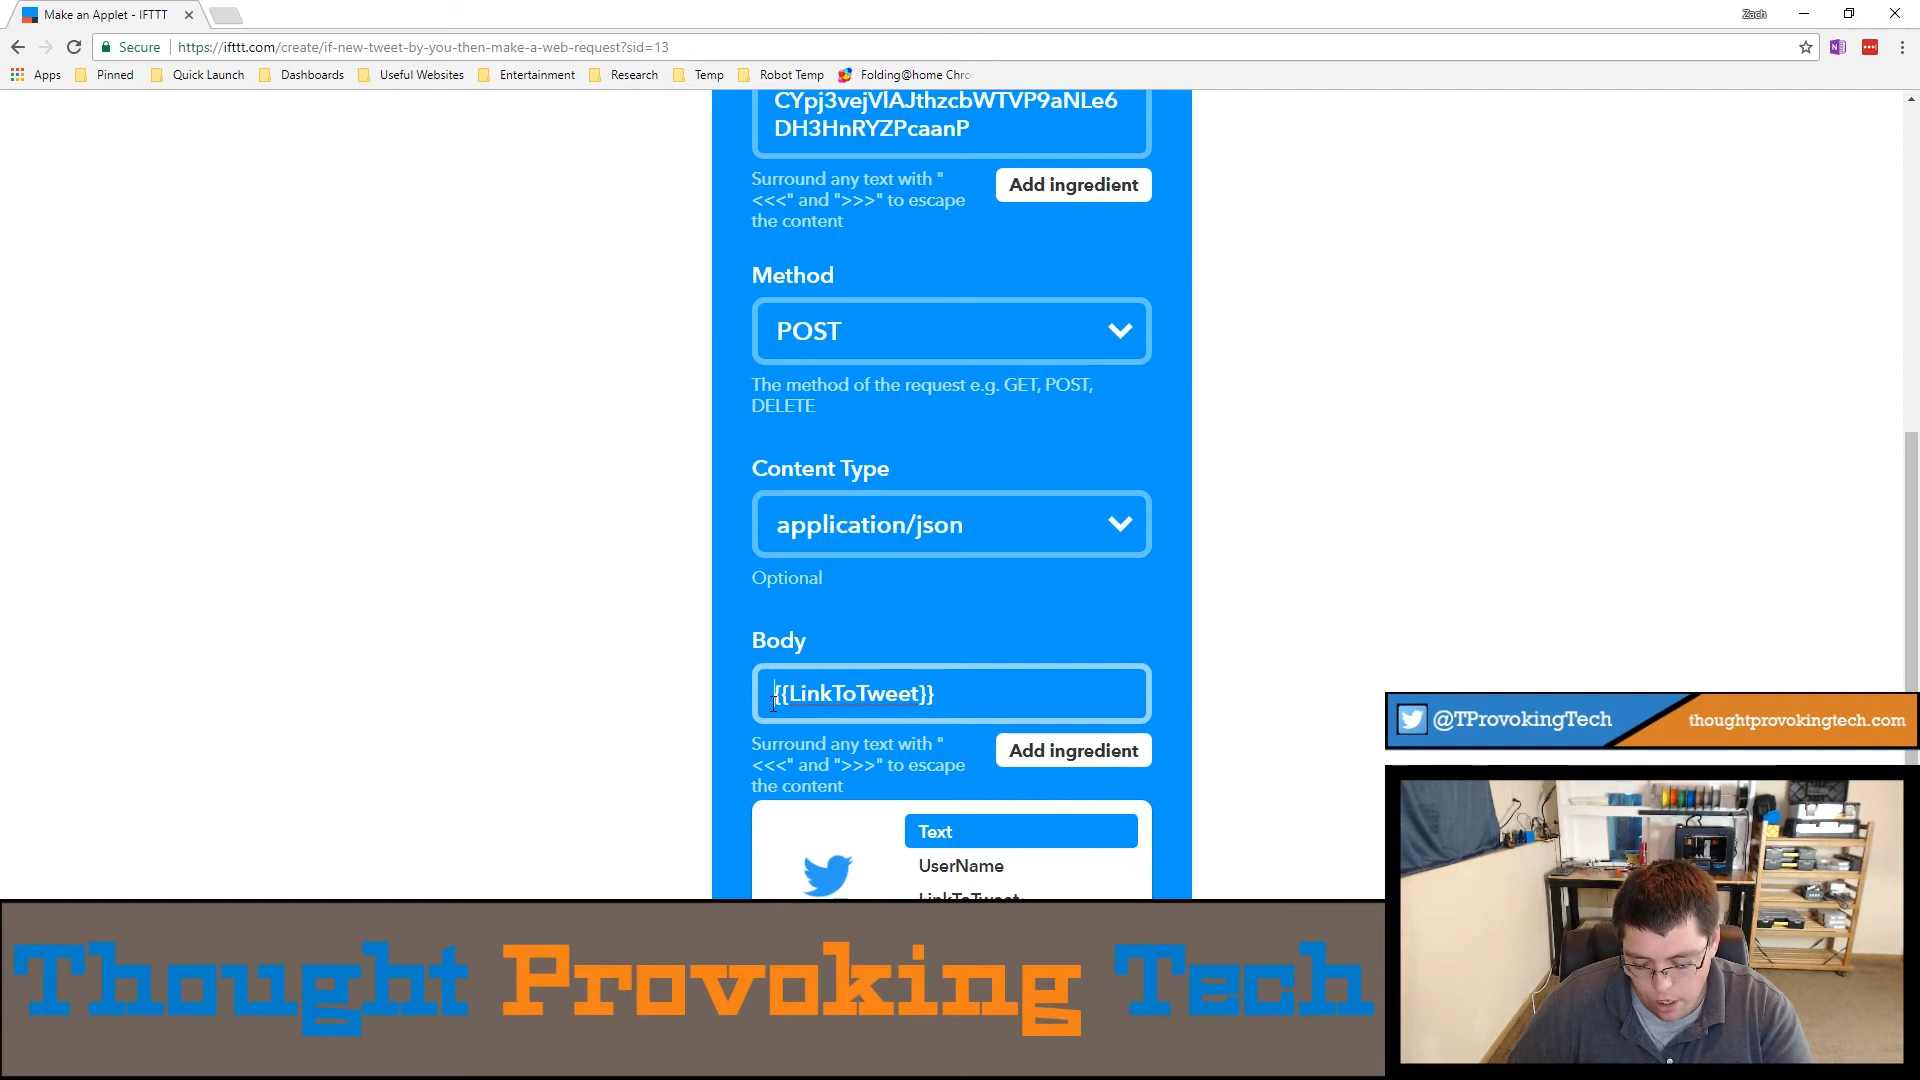 Make an Applet - IFTTT
Zach
Secure
https://ifttt.com/create/if-new-tweet-by-you-then-make-a-web-request?sid=13
Apps
Pinned
Quick Launch
Dashboards
Useful Websites
Entertainment
Research
Temp
Robot Temp
Folding@home Chro
CYpj3vejVlAJthzcbWTVP9aNLe6
DH3HnRYZPcaanP
Surround any text with "
<<<" and ">>>" to escape
the content
Add ingredient
Method
POST
The method of the request e.g. GET, POST,
DELETE
Content Type
application/json
Optional
Body
{{LinkToTweet}}
Surround any text with "
<<<" and ">>>" to escape
the content
Add ingredient
Text
UserName
LinkToTweet
@TProvokingTech
thoughtprovokingtech.com
Thought Provoking Tech